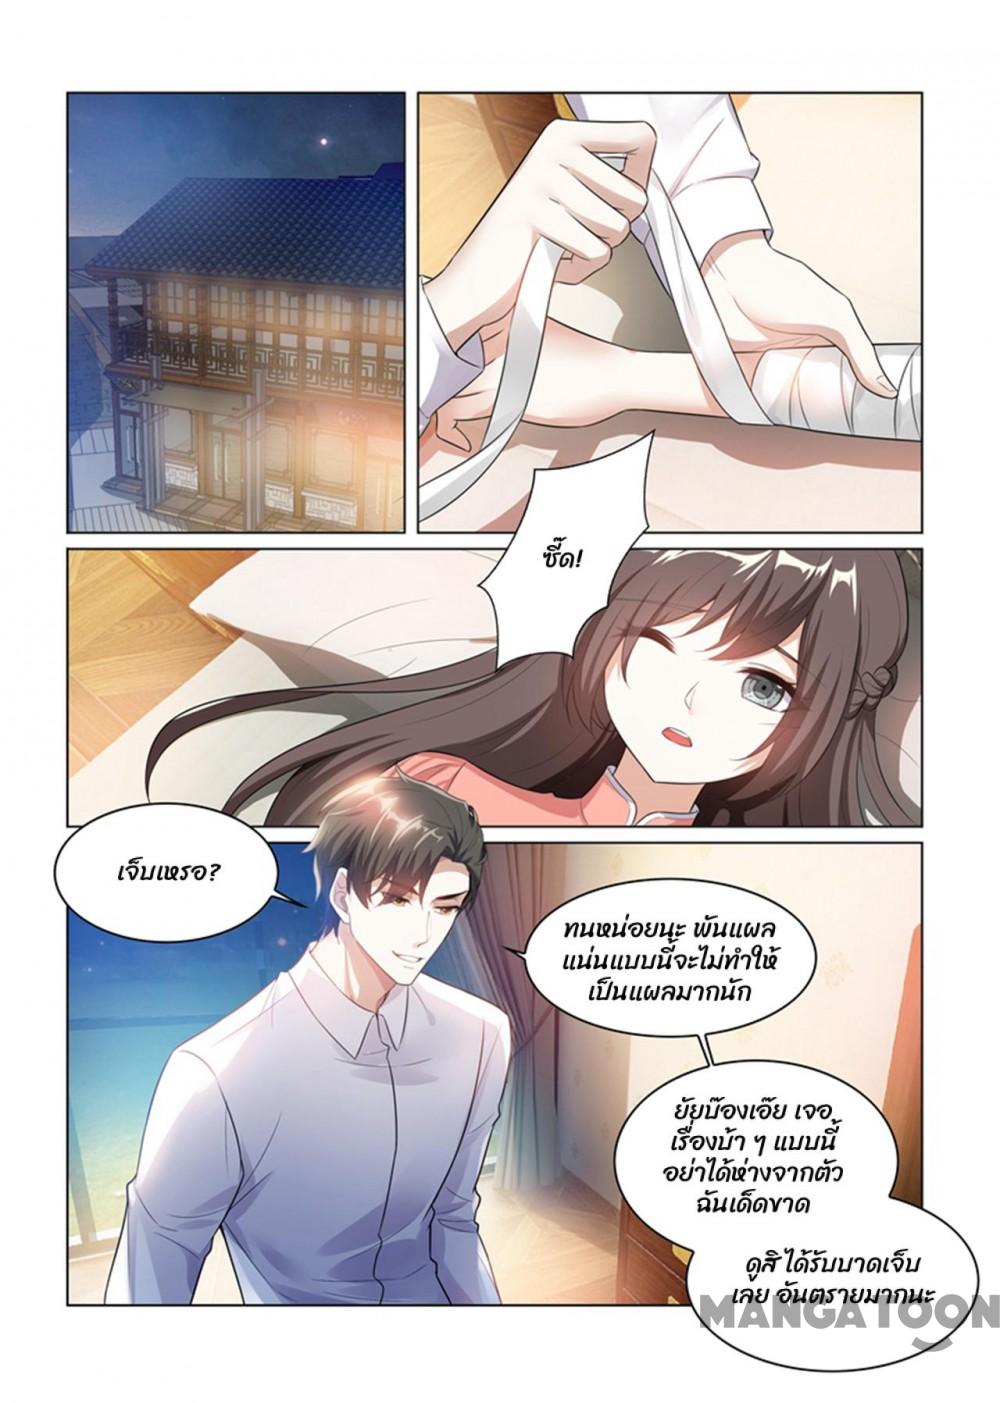 ซี๊ด!
เจ็บเหรอ?
ทนหน่อยนะ พันแผล
แน่นแบบนี้จะไม่ทำให้
เป็นแผลมากนัก
ยัยบ๊องเอ๊ย เจอ
เรื่องบ้า ๆ แบบนี้
อย่าได้ห่างจากตัว
ฉันเด็ดขาด
ดูสิ ได้รับบาดเจ็บ
เลย อันตรายมากนะ
MANGATOON